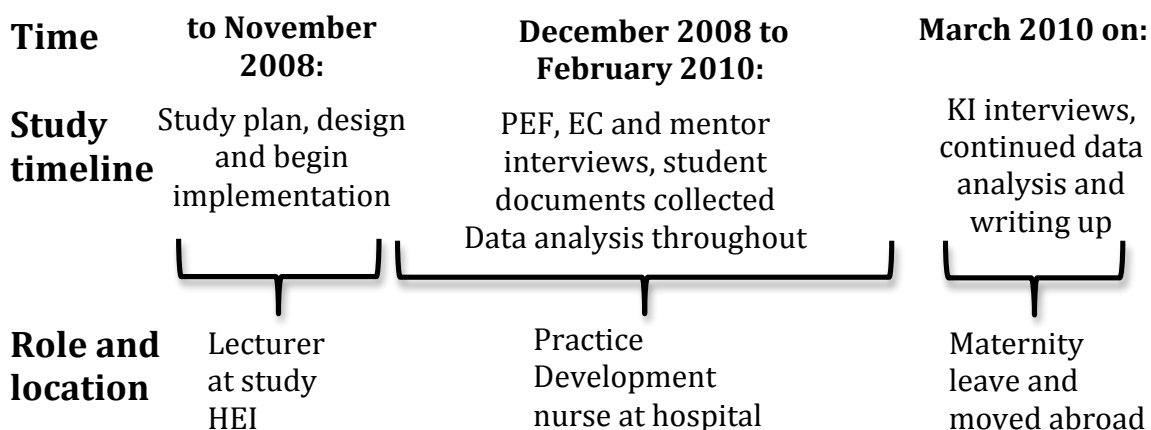 Time
to November
2008:
December 2008 to
February 2010:
March 2010 on:
Study
timeline
Study plan, design
and begin
implementation
PEF, EC and mentor
interviews, student
documents collected
Data analysis throughout
KI interviews,
continued data
analysis and
writing up
Role and
location
Lecturer
at study
HEI
Practice
Development
nurse at hospital
Maternity
leave and
moved abroad